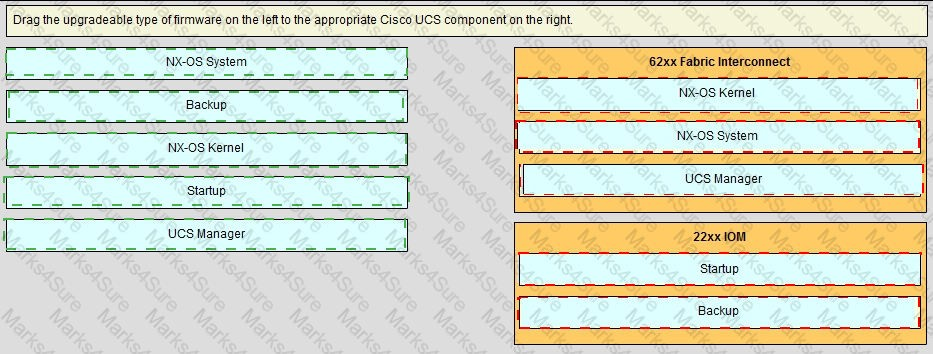 Drag the upgradeable type of firmware on the left to the appropriate Cisco UCS component on the right.
NX-OS System
Backup
NX-OS Kernel
Startup
UCS Manager
62xx Fabric Interconnect
NX-OS Kernel
NX-OS System
UCS Manager
22xx IOM
Startup
Backup
Marks4Sure